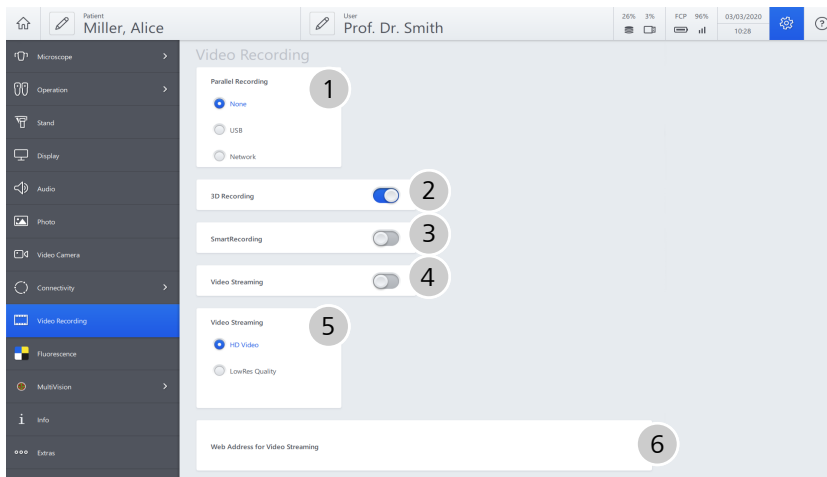 Patient
Miller, Alice
User
Prof. Dr. Smith
26% 3%
FCP 96%
03/03/2020
10:28
?
Microscope
Operation
Stand
Display
Audio
Photo
Video Camera
Connectivity
Video Recording
Fluorescence
MultiVision
i Info
Extras
Video Recording
Parallel Recording
1
None
USB
Network
3D Recording
2
SmartRecording
3
Video Streaming
4
Video Streaming
5
HD Video
LowRes Quality
Web Address for Video Streaming
6